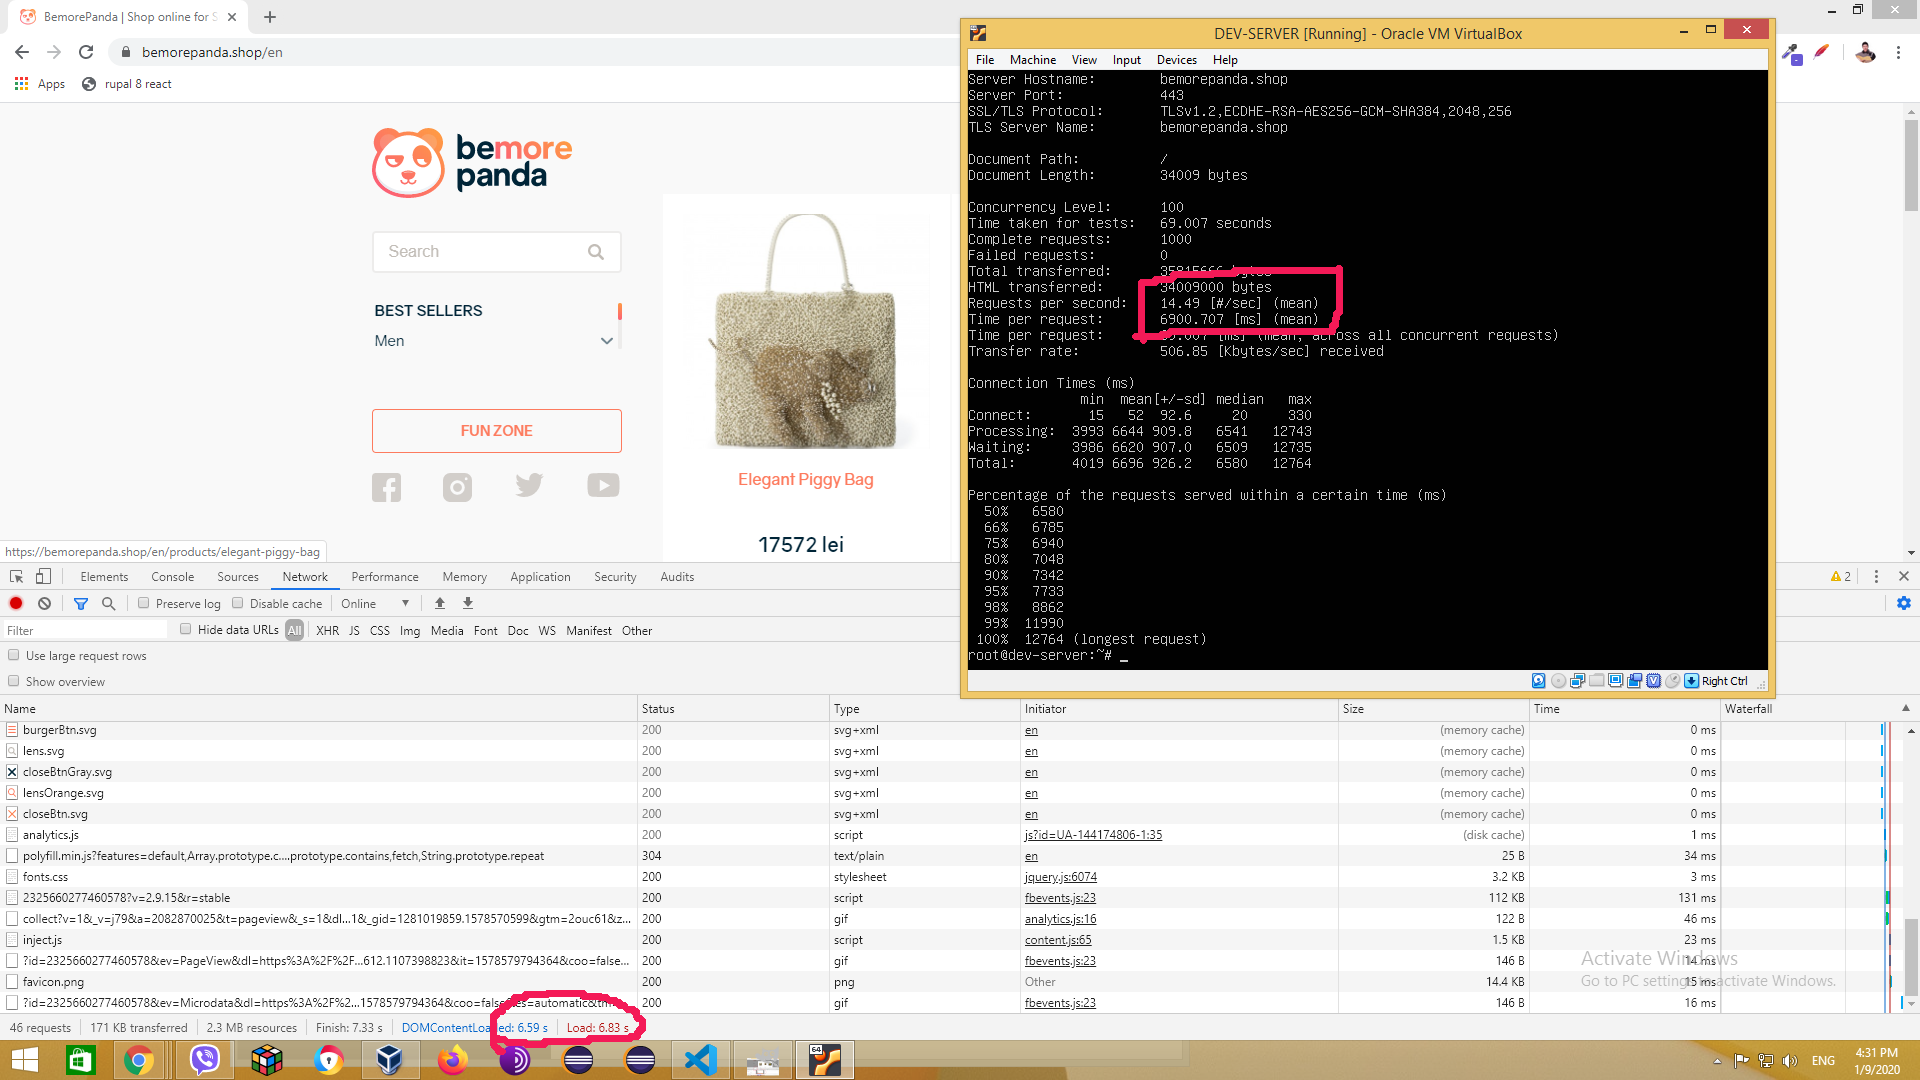 BemorePanda | Shop online for S
bemorepanda.shop/en
Apps
rupal 8 react
bemore
panda
Search
BEST SELLERS
Men
FUN ZONE
Elegant Piggy Bag
17572 lei
https://bemorepanda.shop/en/products/elegant-piggy-bag
DEV-SERVER [Running] - Oracle VM VirtualBox
File Machine View Input Devices Help
Server Hostname: bemorepanda.shop
Server Port: 443
SSL/TLS Protocol: TLSv1.2,ECDHE-RSA-AES256-GCM-SHA384,2048,256
TLS Server Name: bemorepanda.shop
Document Path: /
Document Length: 34009 bytes
Concurrency Level: 100
Time taken for tests: 69.007 seconds
Complete requests: 1000
Failed requests: 0
Total transferred: 35815666 bytes
HTML transferred: 34009000 bytes
Requests per second: 14.49 [#/sec] (mean)
Time per request: 6900.707 [ms] (mean)
Time per request: 69.007 [ms] (mean, across all concurrent requests)
Transfer rate: 506.85 [Kbytes/sec] received
Connection Times (ms)
min mean[+/-sd] median max
Connect: 15 52 92.6 20 330
Processing: 3993 6644 909.8 6541 12743
Waiting: 3986 6620 907.0 6509 12735
Total: 4019 6696 926.2 6580 12764
Percentage of the requests served within a certain time (ms)
50% 6580
66% 6785
75% 6940
80% 7048
90% 7342
95% 7733
98% 8862
99% 11990
100% 12764 (longest request)
root@dev-server:~# _
Right Ctrl
Elements Console Sources Network Performance Memory Application Security Audits
2
Preserve log Disable cache Online
Filter
Hide data URLs All XHR JS CSS Img Media Font Doc WS Manifest Other
Use large request rows
Show overview
Name Status Type Initiator Size Time Waterfall
burgerBtn.svg 200 svg+xml en (memory cache) 0 ms
lens.svg 200 svg+xml en (memory cache) 0 ms
closeBtnGray.svg 200 svg+xml en (memory cache) 0 ms
lensOrange.svg 200 svg+xml en (memory cache) 0 ms
closeBtn.svg 200 svg+xml en (memory cache) 0 ms
analytics.js 200 script js?id=UA-144174806-1:35 (disk cache) 1 ms
polyfill.min.js?features=default,Array.prototype.c....prototype.contains,fetch,String.prototype.repeat 304 text/plain en 25 B 34 ms
fonts.css 200 stylesheet jquery.js:6074 3.2 KB 3 ms
2325660277460578?v=2.9.15&r=stable 200 script fbevents.js:23 112 KB 131 ms
collect?v=1&_v=j79&a=2082870025&t=pageview&_s=1&dl...1&_gid=1281019859.1578570599&gtm=2ouc61&z... 200 gif analytics.js:16 122 B 46 ms
inject.js 200 script content.js:65 1.5 KB 23 ms
?id=2325660277460578&ev=PageView&dl=https%3A%2F%2F...612.1107398823&it=1578579794364&coo=false... 200 gif fbevents.js:23 146 B 14 ms
favicon.png 200 png Other 14.4 KB 15 ms
?id=2325660277460578&ev=Microdata&dl=https%3A%2F%2...1578579794364&coo=false&es=automatic&tm 200 gif fbevents.js:23 146 B 16 ms
Activate Windows
Go to PC settings to activate Windows.
46 requests 171 KB transferred 2.3 MB resources Finish: 7.33 s DOMContentLoaded: 6.59 s Load: 6.83 s
64
ENG
4:31 PM
1/9/2020